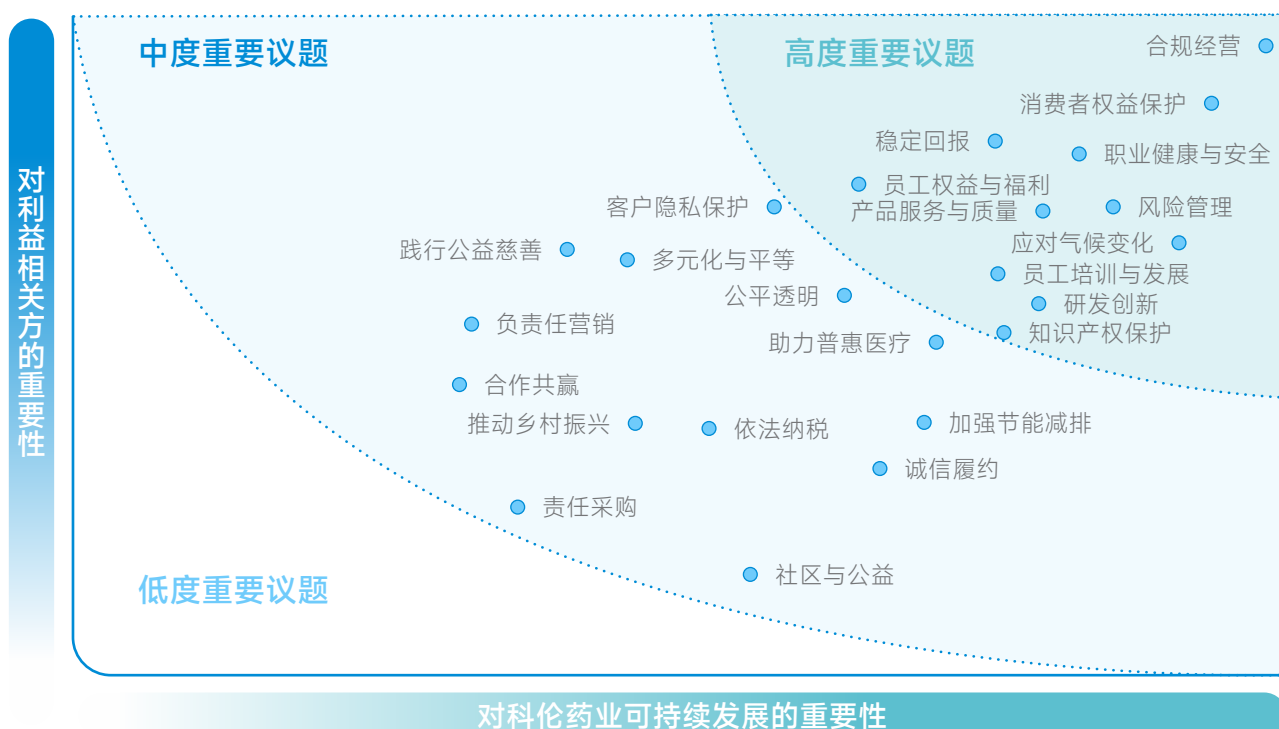 中度重要议题
高度重要议题
合规经营
消费者权益保护
稳定回报
职业健康与安全
员工权益与福利
客户隐私保护
产品服务与质量
风险管理
应对气候变化
践行公益慈善
多元化与平等
员工培训与发展
公平透明
研发创新
负责任营销
知识产权保护
助力普惠医疗
合作共赢
推动乡村振兴
依法纳税
加强节能减排
诚信履约
责任采购
社区与公益
低度重要议题
对利益相关方的重要性
对科伦药业可持续发展的重要性